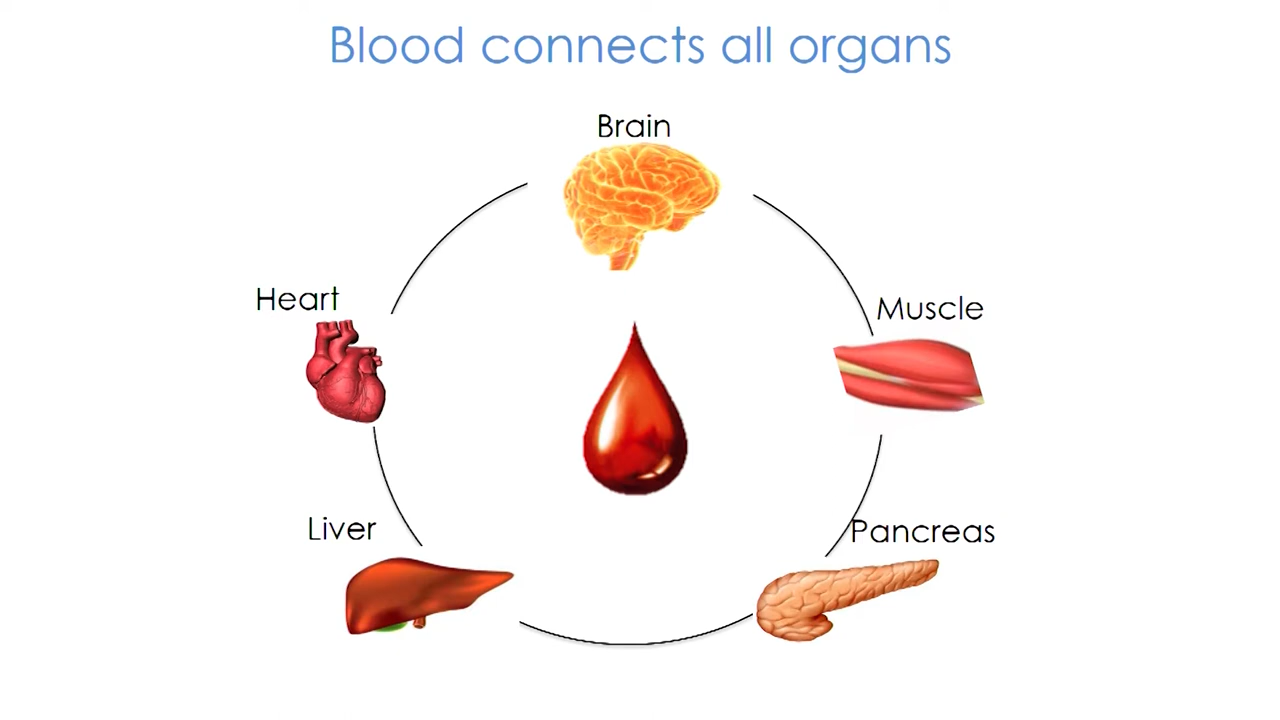 Blood connects all organs
Brain
Heart
Muscle
Liver
Pancreas